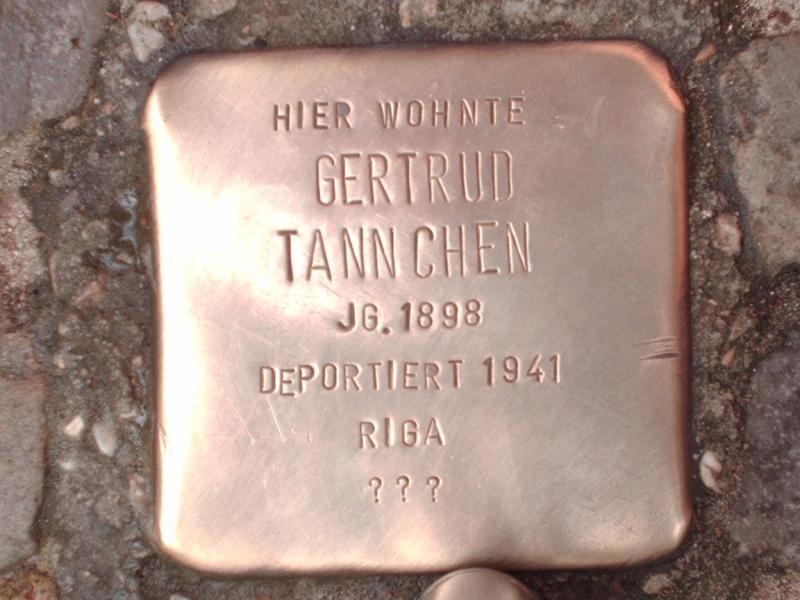 HIER WOHNTE
GERTRUD
TANNCHEN
JG. 1898
DEPORTIERT 1941
RIGA
???